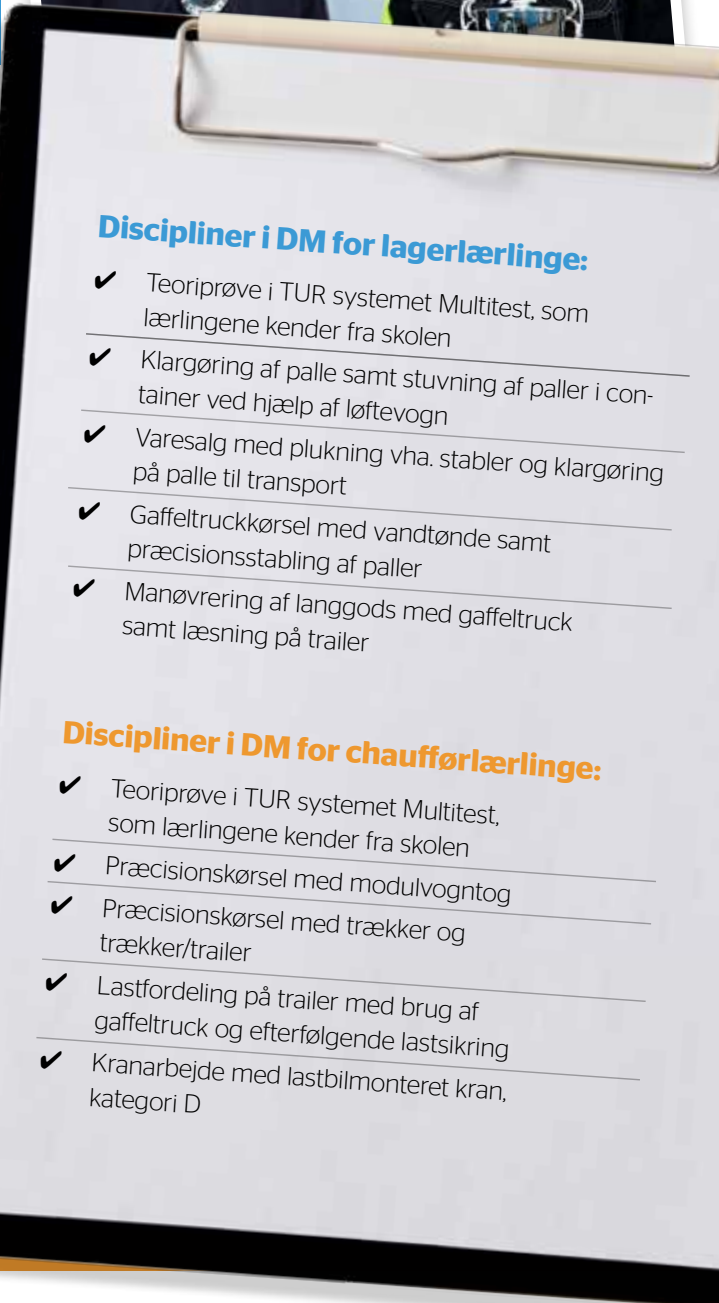 Discipliner i DM for lagerlærlinge:
✔ Teoriprøve i TUR systemet Multitest, som
lærlingene kender fra skolen
✔ Klargøring af palle samt stuvning af paller i con-
tainer ved hjælp af løftevogn
✔ Varesalg med plukning vha. stabler og klargøring
på palle til transport
✔ Gaffeltruckkørsel med vandtønde samt
præcisionsstabling af paller
✔ Manøvrering af langgods med gaffeltruck
samt læsning på trailer
Discipliner i DM for chaufførlærlinge:
✔ Teoriprøve i TUR systemet Multitest,
som lærlingene kender fra skolen
✔ Præcisionskørsel med modulvogntog
✔ Præcisionskørsel med trækker og
trækker/trailer
✔ Lastfordeling på trailer med brug af
gaffeltruck og efterfølgende lastsikring
✔ Kranarbejde med lastbilmonteret kran,
kategori D